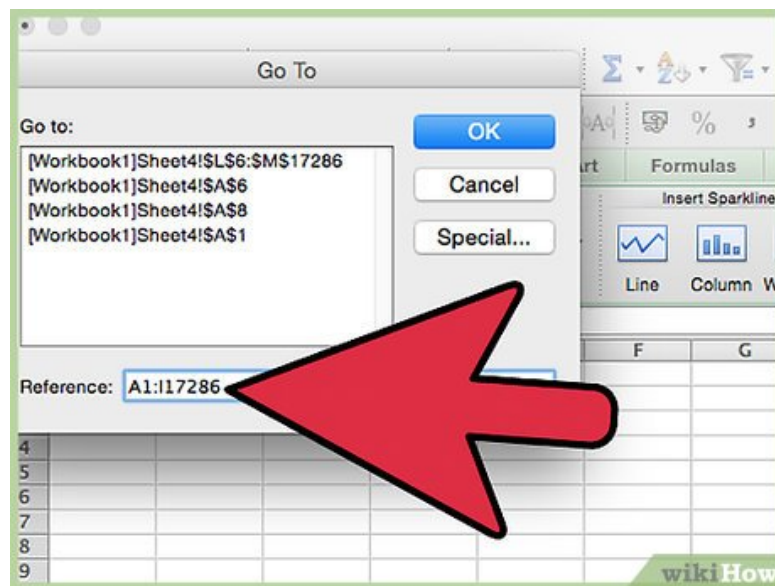 Go To
Go to:
OK
[Workbook1]Sheet4!$L$6:$M$17286
[Workbook1]Sheet4!$A$6
Cancel
[Workbook1]Sheet4!$A$8
[Workbook1]Sheet4!$A$1
Special...
Formulas
Insert Sparkline
Line Column
Reference: A1:I17286
F G
4
5
6
7
8
9
wikiHow